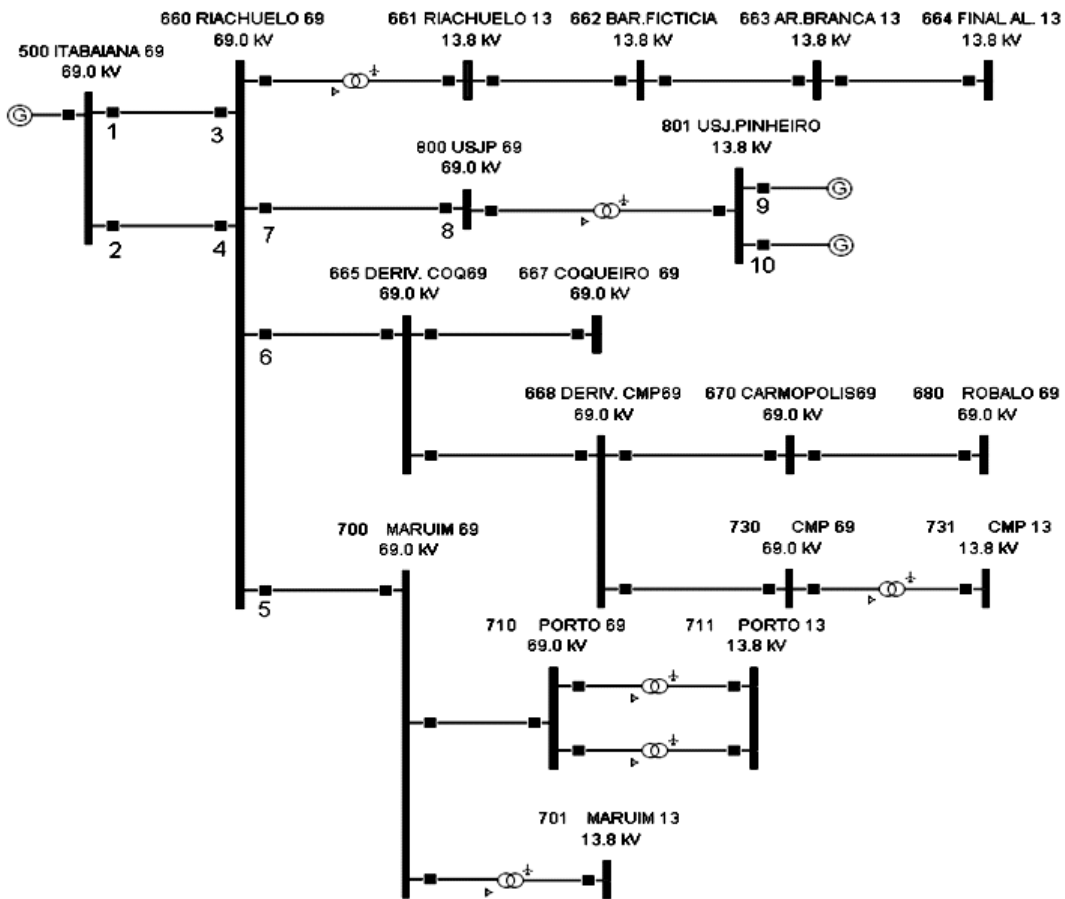 660 RIACHUELO 69
69.0 kV
661 RIACHUELO 13
13.8 kV
662 BAR.FICTICIA
13.8 kV
663 AR.BRANCA 13
13.8 kV
664 FINAL AL. 13
13.8 kV
500 ITABAIANA 69
69.0 kV
G
1
3
2
4
800 USJP 69
69.0 kV
801 USJ.PINHEIRO
13.8 kV
7
8
9
G
10
G
665 DERIV. COQ69
69.0 kV
667 COQUEIRO 69
69.0 kV
6
668 DERIV. CMP69
69.0 kV
670 CARMOPOLIS69
69.0 kV
680 ROBALO 69
69.0 kV
700 MARUIM 69
69.0 kV
730 CMP 69
69.0 kV
731 CMP 13
13.8 kV
5
710 PORTO 69
69.0 kV
711 PORTO 13
13.8 kV
701 MARUIM 13
13.8 kV